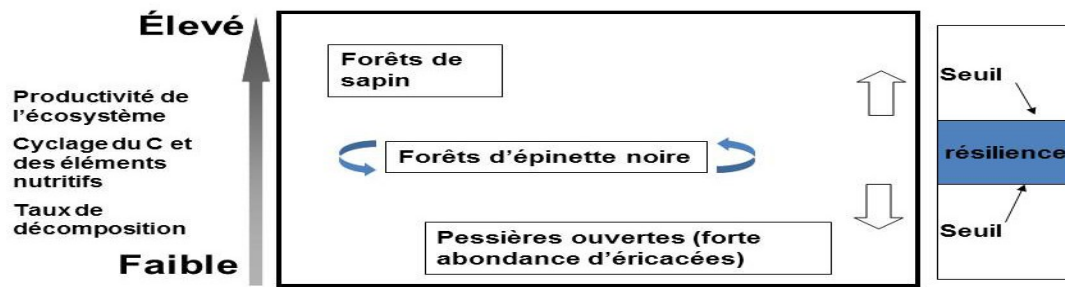 Élevé
Productivité de
l'écosystème
Cyclage du C et
des éléments
nutritifs
Taux de
décomposition
Faible
Forêts de
sapin
Forêts d'épinette noire
Pessières ouvertes (forte
abondance d'éricacées)
Seuil
résilience
Seuil